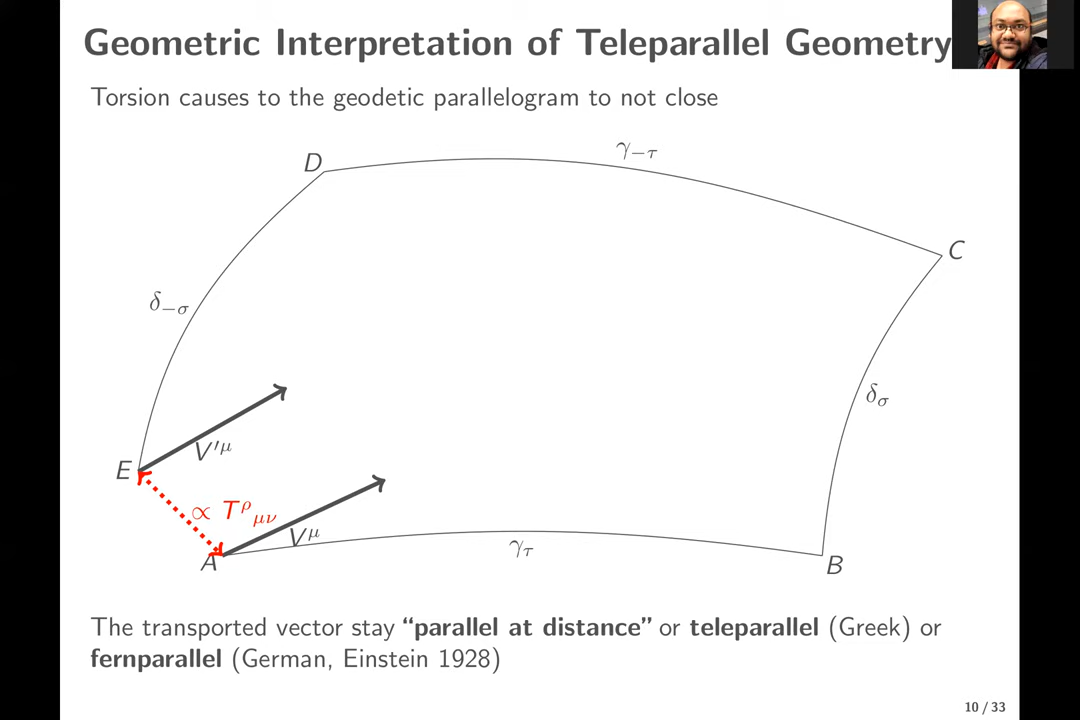 Geometric Interpretation of Teleparallel Geometry
Torsion causes to the geodetic parallelogram to not close
D
γ₋τ
C
δ₋σ
δσ
V′μ
E
∝ Tρμν
Vμ
A
γτ
B
The transported vector stay “parallel at distance” or teleparallel (Greek) or
fernparallel (German, Einstein 1928)
10 / 33